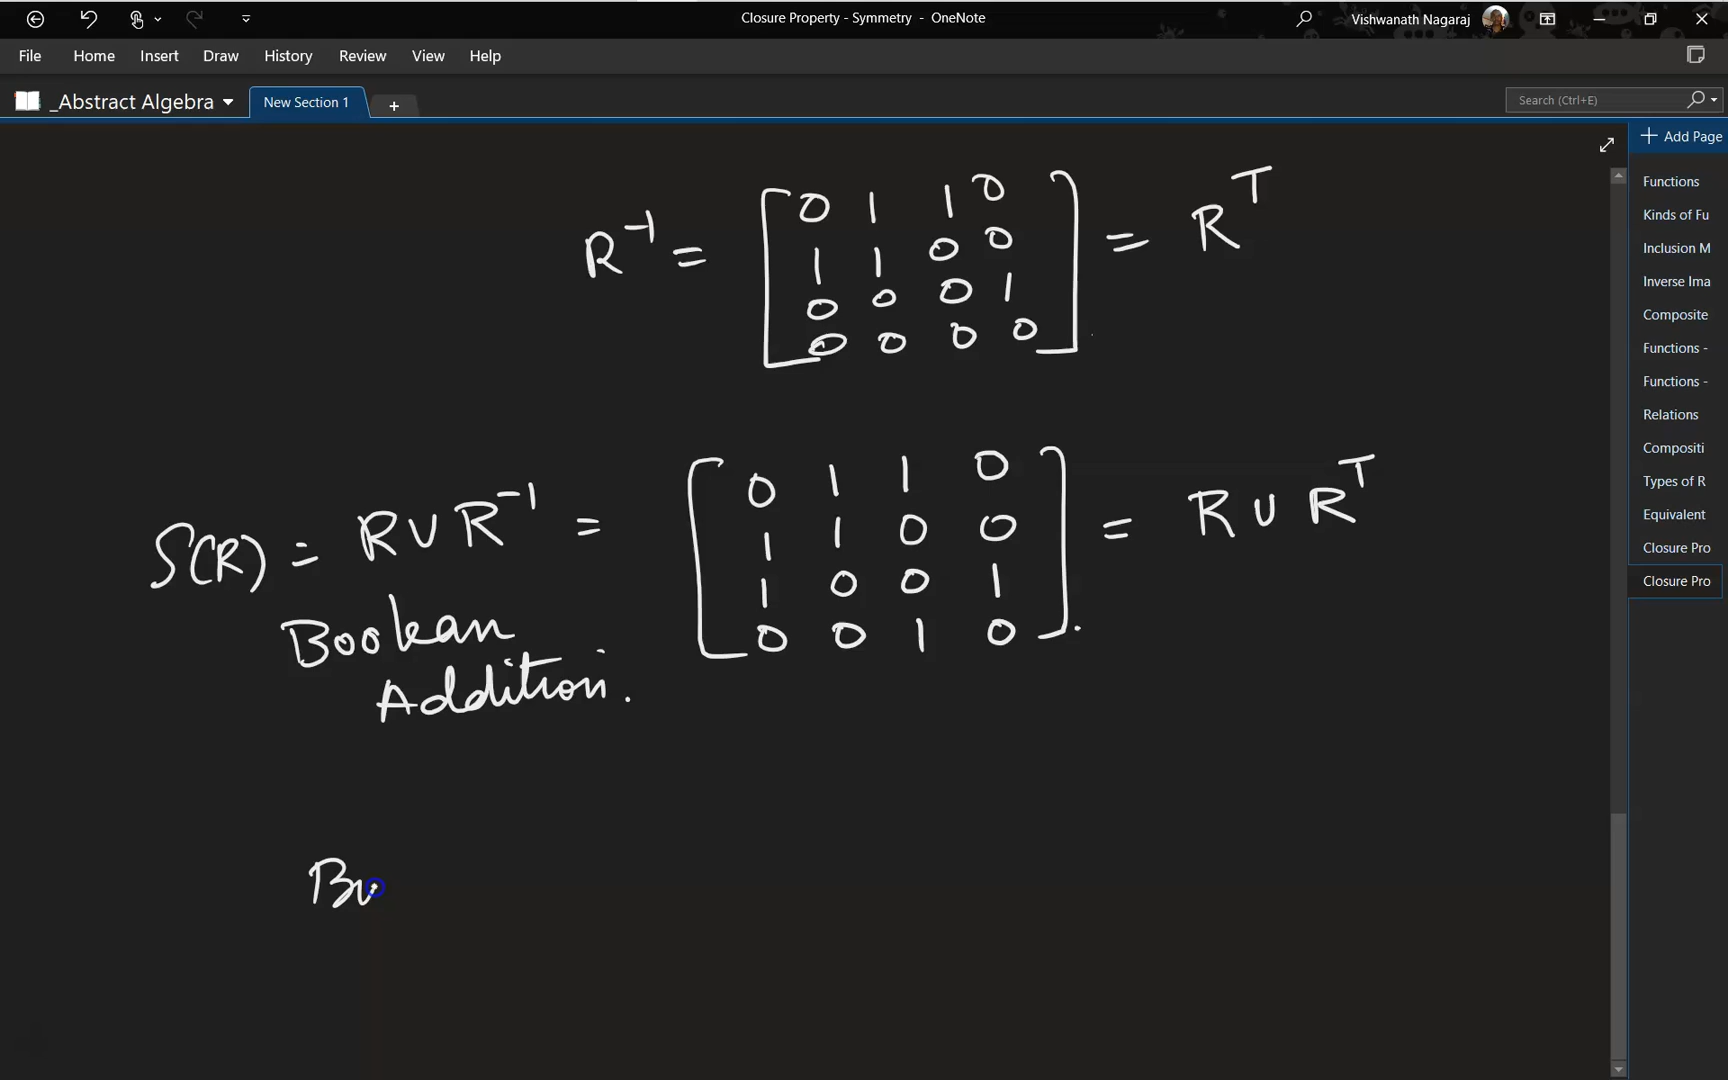 Closure Property - Symmetry - OneNote
Vishwanath Nagaraj
File Home Insert Draw History Review View Help
_Abstract Algebra
New Section 1
+
Search (Ctrl+E)
+ Add Page
Functions
Kinds of Fu
Inclusion M
Inverse Ima
Composite
Functions -
Functions -
Relations
Compositi
Types of R
Equivalent
Closure Pro
Closure Pro
R⁻¹ = [ 0 1 1 0
1 1 0 0
0 0 0 1
0 0 0 0 ] = Rᵀ
S(R) = R ∪ R⁻¹ = [ 0 1 1 0
1 1 0 0
1 0 0 1
0 0 1 0 ]. = R ∪ Rᵀ
Boolean
Addition.